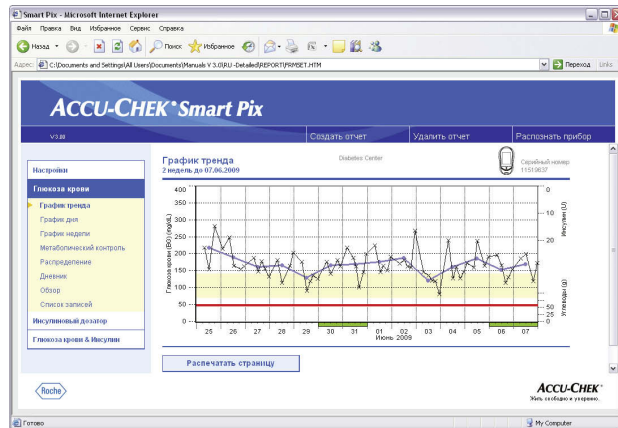 Smart Pix - Microsoft Internet Explorer
Файл Правка Вид Избранное Сервис Справка
Назад Поиск Избранное
Адрес: C:\Documents and Settings\All Users\Documents\Manuals V 3.0\RU -Detailed\REPORT\FRMSET.HTM Переход Links
ACCU-CHEK Smart Pix
V3.00 Создать отчет Удалить отчет Распознать прибор
Настройки
Глюкоза крови
График тренда
График дня
График недели
Метаболический контроль
Распределение
Дневник
Обзор
Список записей
Инсулиновый дозатор
Глюкоза крови & Инсулин
График тренда
2 недель до 07.06.2009
Diabetes Center
Серийный номер
11519837
Глюкоза крови (BG) (mg/dL)
400
350
300
250
200
150
100
50
0
0
10
20
Инсулин (U)
50
25
0
Углеводы (g)
25 26 27 28 29 30 31 01 02 03 04 05 06 07
Июнь 2009
Распечатать страницу
Roche
ACCU-CHEK
Жить свободно и уверенно.
Готово My Computer